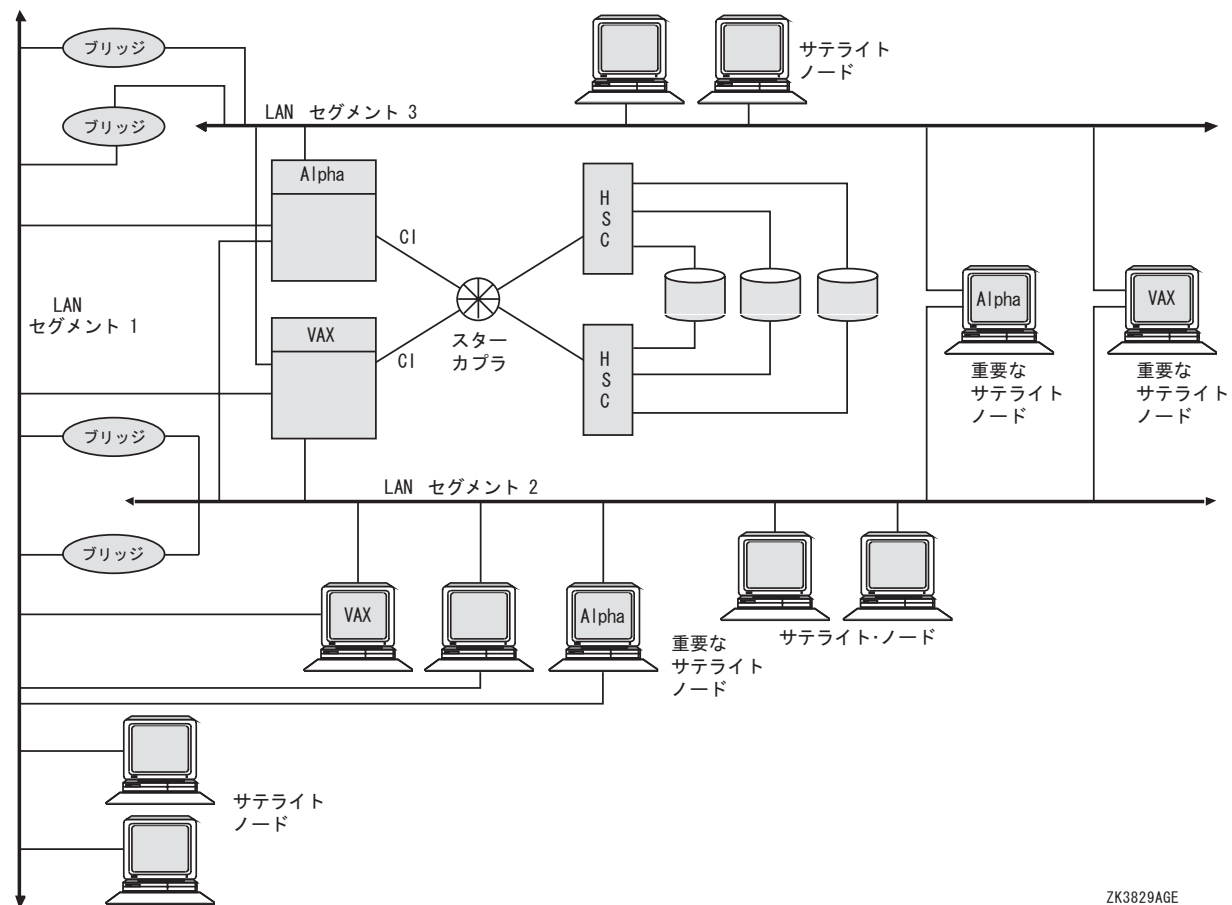 ブリッジ
サテライト
ノード
ブリッジ
LAN セグメント 3
Alpha
H
S
C
CI
LAN
セグメント 1
Alpha
VAX
VAX
スター
カプラ
CI
H
S
C
重要な
サテライト
ノード
重要な
サテライト
ノード
ブリッジ
LAN セグメント 2
ブリッジ
VAX
Alpha
重要な
サテライト
ノード
サテライト・ノード
サテライト
ノード
ZK3829AGE